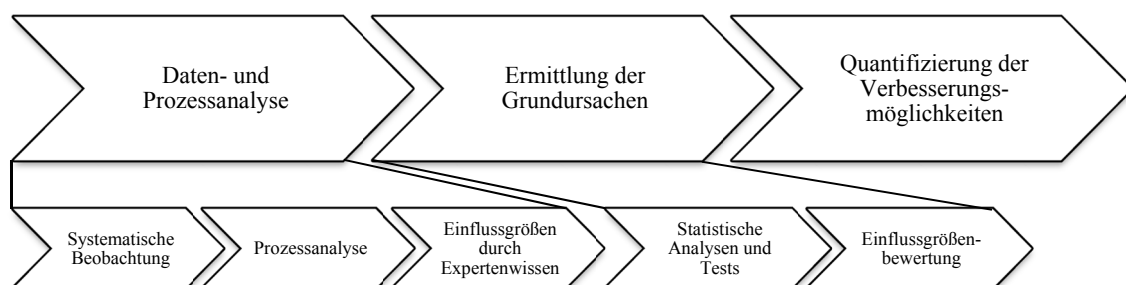 Daten- und
Prozessanalyse
Ermittlung der
Grundursachen
Quantifizierung der
Verbesserungs-
möglichkeiten
Systematische
Beobachtung
Prozessanalyse
Einflussgrößen
durch
Expertenwissen
Statistische
Analysen und
Tests
Einflussgrößen-
bewertung